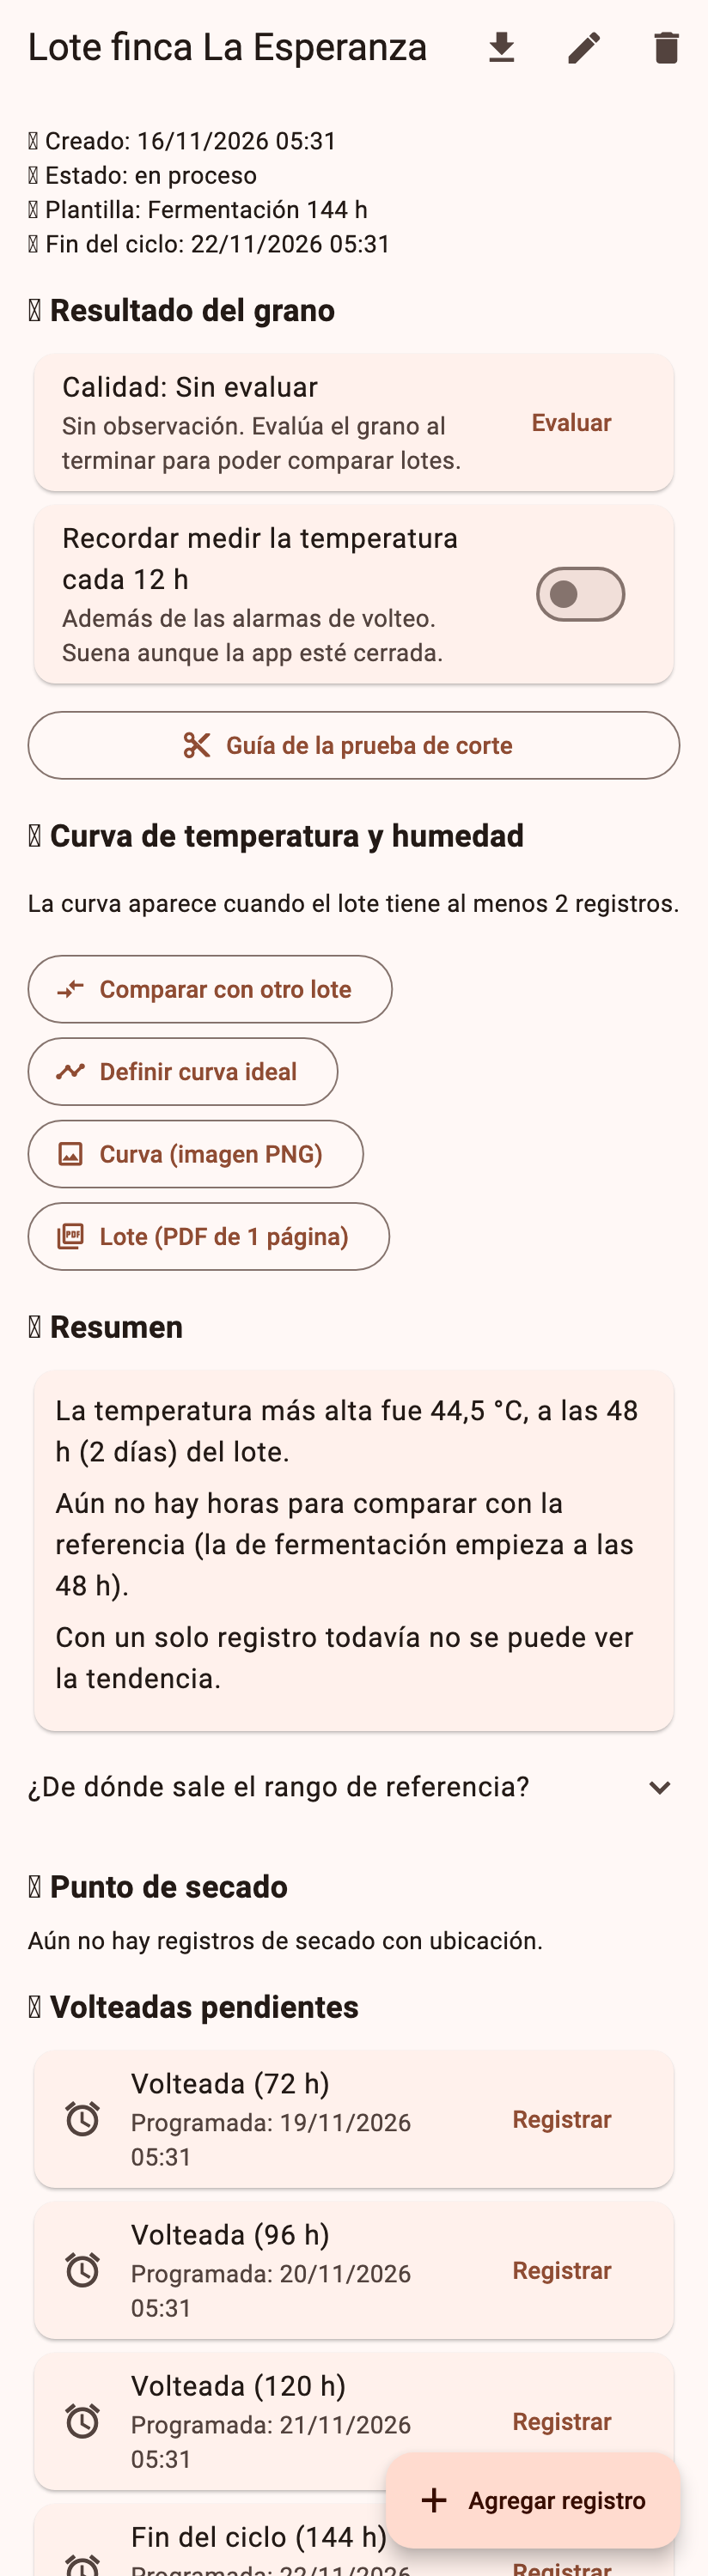 Lote finca La Esperanza
Creado: 16/11/2026 05:31
Estado: en proceso
Plantilla: Fermentación 144 h
Fin del ciclo: 22/11/2026 05:31
Resultado del grano
Calidad: Sin evaluar
Sin observación. Evalúa el grano al
terminar para poder comparar lotes.
Evaluar
Recordar medir la temperatura
cada 12 h
Además de las alarmas de volteo.
Suena aunque la app esté cerrada.
Guía de la prueba de corte
Curva de temperatura y humedad
La curva aparece cuando el lote tiene al menos 2 registros.
Comparar con otro lote
Definir curva ideal
Curva (imagen PNG)
PDF
Lote (PDF de 1 página)
Resumen
La temperatura más alta fue 44,5 °C, a las 48
h (2 días) del lote.
Aún no hay horas para comparar con la
referencia (la de fermentación empieza a las
48 h).
Con un solo registro todavía no se puede ver
la tendencia.
¿De dónde sale el rango de referencia?
Punto de secado
Aún no hay registros de secado con ubicación.
Volteadas pendientes
Volteada (72 h)
Programada: 19/11/2026
05:31
Registrar
Volteada (96 h)
Programada: 20/11/2026
05:31
Registrar
Volteada (120 h)
Programada: 21/11/2026
05:31
Registrar
Agregar registro
Fin del ciclo (144 h)
Programada: 22/11/2026
Registrar